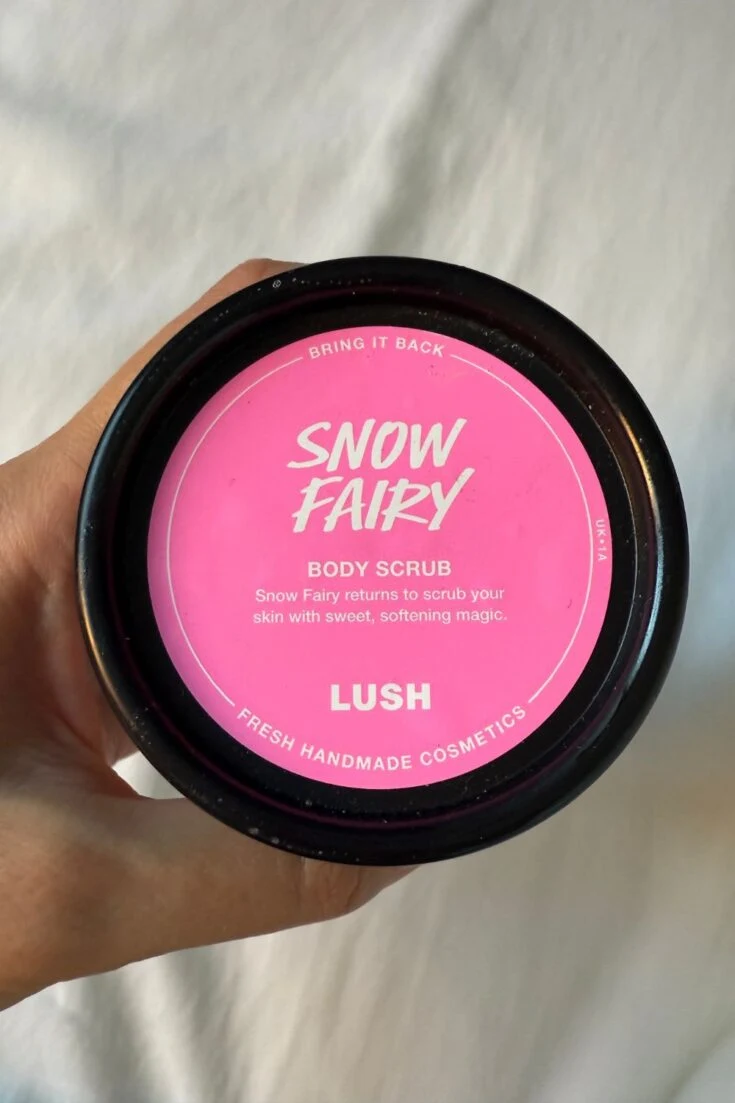 BRING IT BACK
SNOW
FAIRY
BODY SCRUB
Snow Fairy returns to scrub your
skin with sweet, softening magic.
LUSH
FRESH HANDMADE COSMETICS
UK•1A